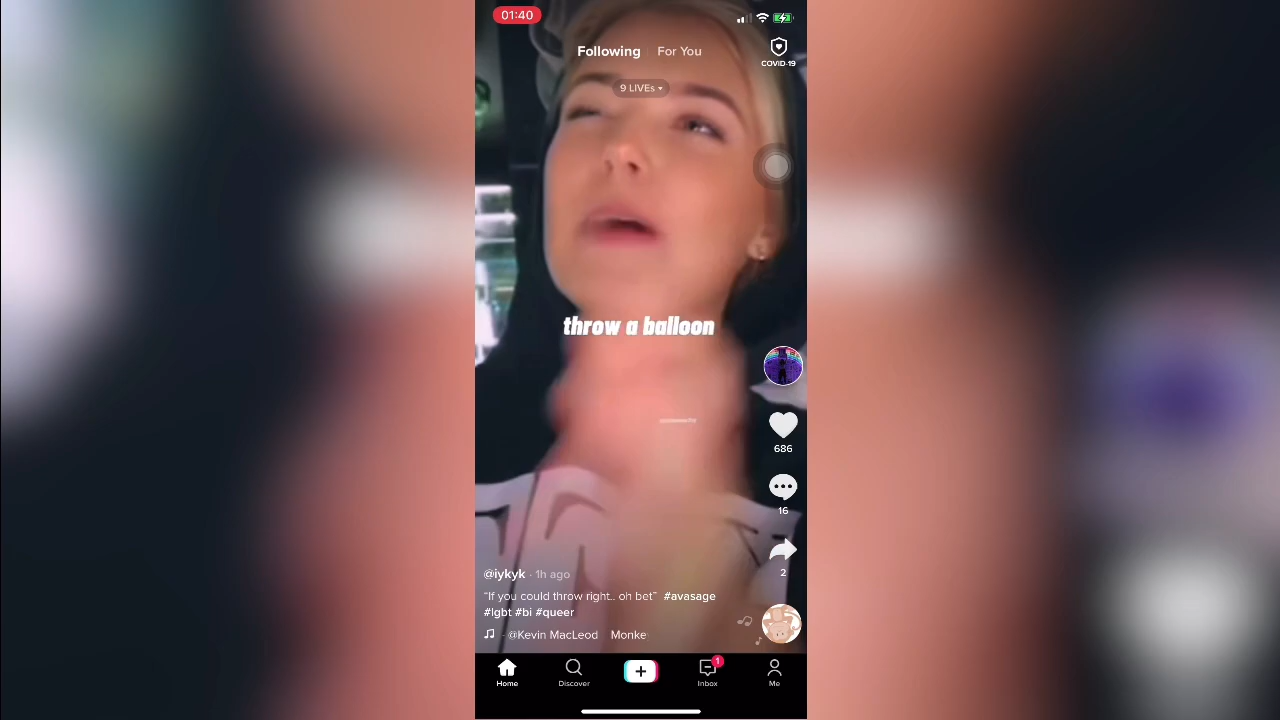 01:40
Following
For You
COVID-19
9 LIVEs
throw a balloon
686
16
2
@iykyk · 1h ago
“If you could throw right.. oh bet” #avasage
#lgbt #bi #queer
@Kevin MacLeod Monke
Home
Discover
1
Inbox
Me